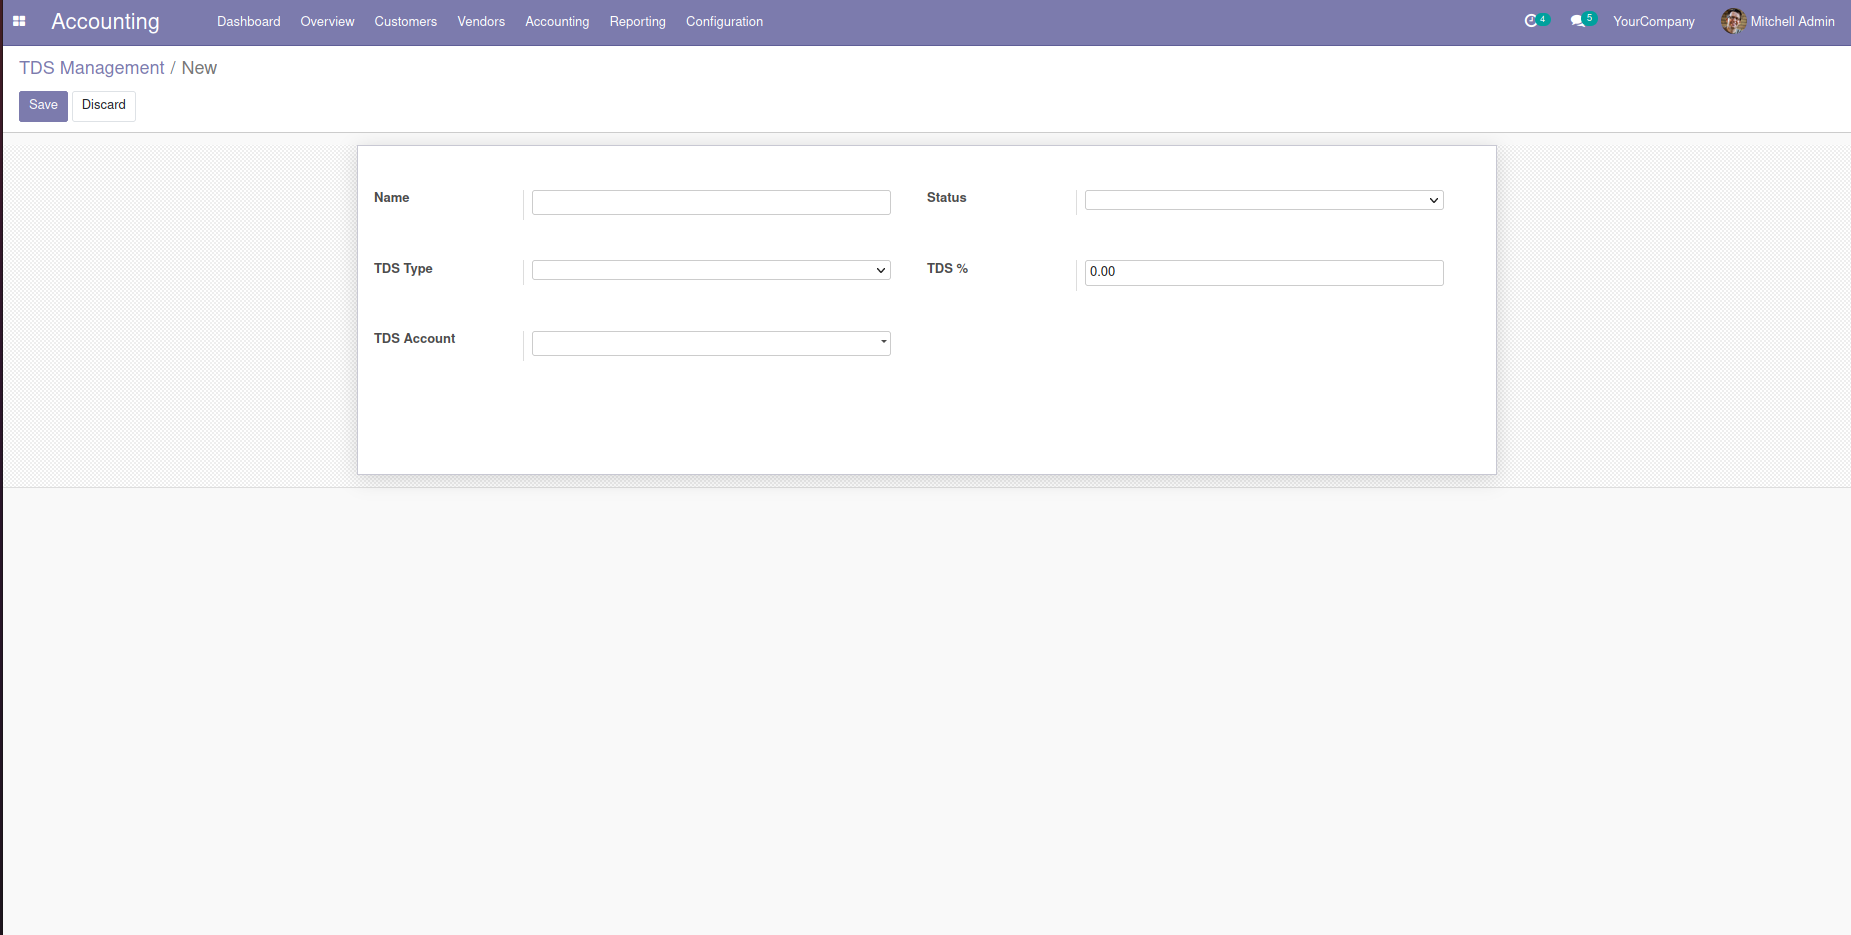 Accounting Dashboard Overview Customers Vendors Accounting Reporting Configuration 4 5 YourCompany Mitchell Admin
TDS Management / New
Save Discard
Name Status
TDS Type TDS % 0.00
TDS Account